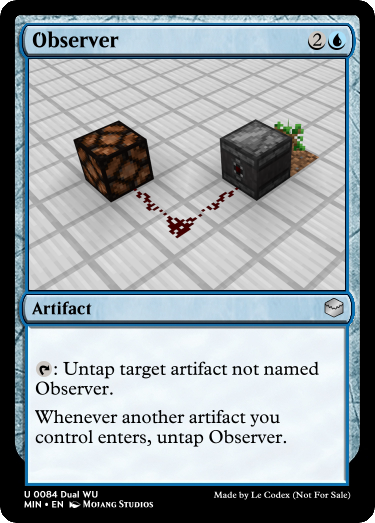 Observer 2
Artifact
: Untap target artifact not named
Observer.
Whenever another artifact you
control enters, untap Observer.
U 0084 Dual WU
MIN • EN Mojang Studios
Made by Le Codex (Not For Sale)